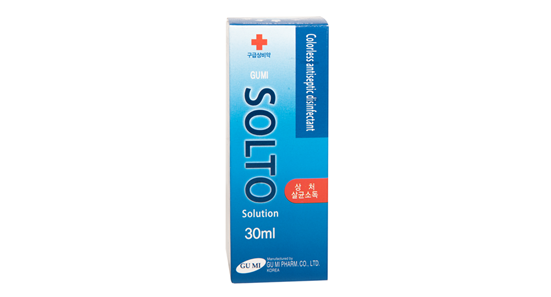 구급상비약
GUMI
SOLTO
Solution
30ml
Colorless antiseptic disinfectant
상 처
살균소독
GU MI
Manufactured by
GU MI PHARM. CO., LTD.
KOREA